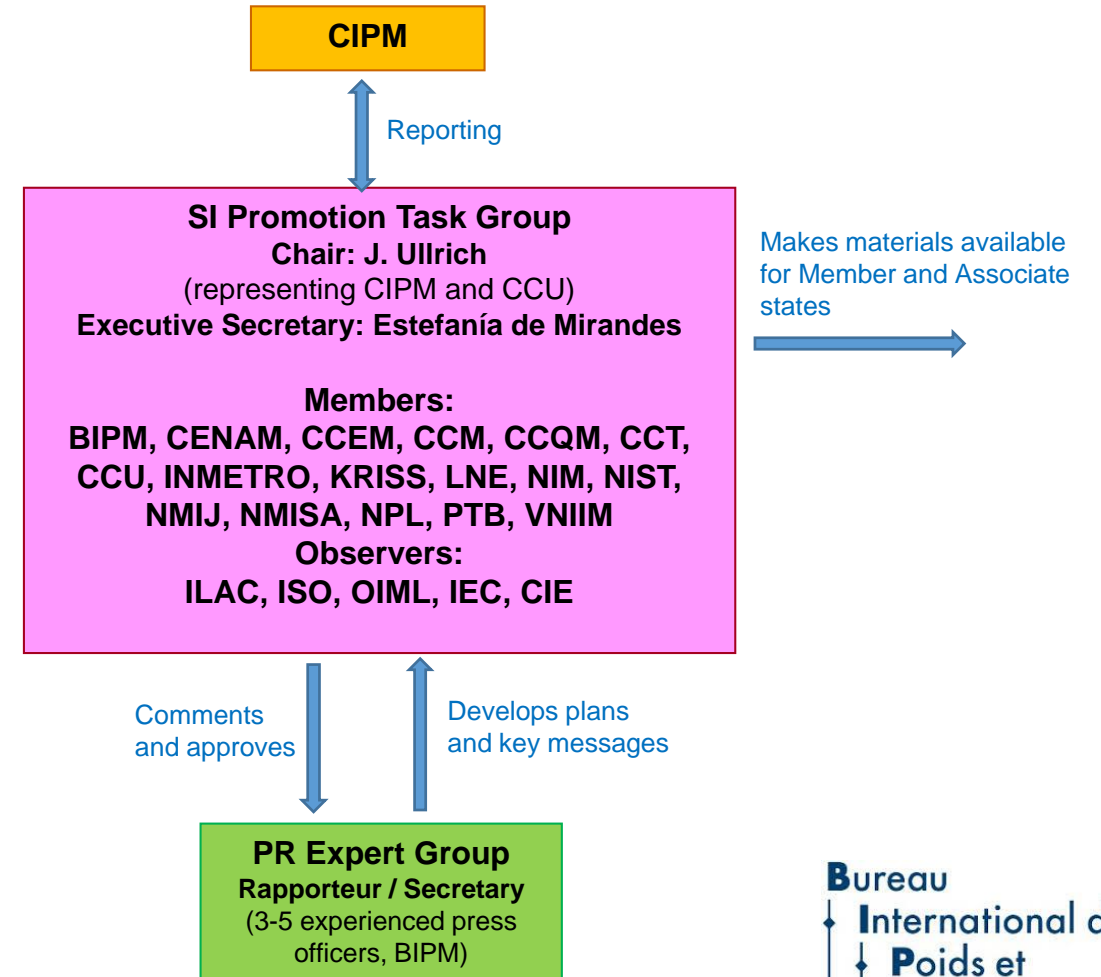 CIPM
Reporting
SI Promotion Task Group
Chair: J. Ullrich
(representing CIPM and CCU)
Executive Secretary: Estefanía de Mirandes
Members:
BIPM, CENAM, CCEM, CCM, CCQM, CCT,
CCU, INMETRO, KRISS, LNE, NIM, NIST,
NMIJ, NMISA, NPL, PTB, VNIIM
Observers:
ILAC, ISO, OIML, IEC, CIE
Makes materials available
for Member and Associate
states
Comments
and approves
Develops plans
and key messages
PR Expert Group
Rapporteur / Secretary
(3-5 experienced press
officers, BIPM)
Bureau
International
Poids et